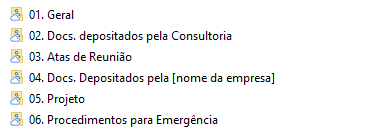 01. Geral
02. Docs. depositados pela Consultoria
03. Atas de Reunião
04. Docs. Depositados pela [nome da empresa]
05. Projeto
06. Procedimentos para Emergência